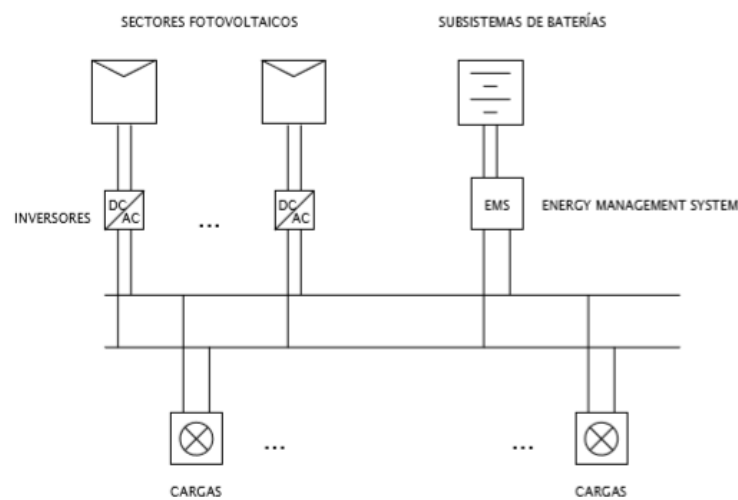 SECTORES FOTOVOLTAICOS
SUBSISTEMAS DE BATERÍAS
INVERSORES
DC
AC
...
DC
AC
EMS
ENERGY MANAGEMENT SYSTEM
...
...
CARGAS
CARGAS